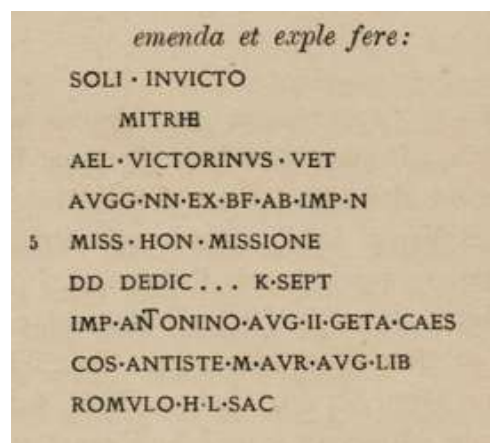 emenda et exple fere:
SOLI · INVICTO
MITRHE
AEL · VICTORINVS · VET
AVGG·NN·EX·BF·AB·IMP·N
5 MISS·HON·MISSIONE
DD DEDIC... K·SEPT
IMP·ANTONINO·AVG·II·GETA·CAES
COS·ANTISTE·M·AVR·AVG·LIB
ROMVLO·H·L·SAC